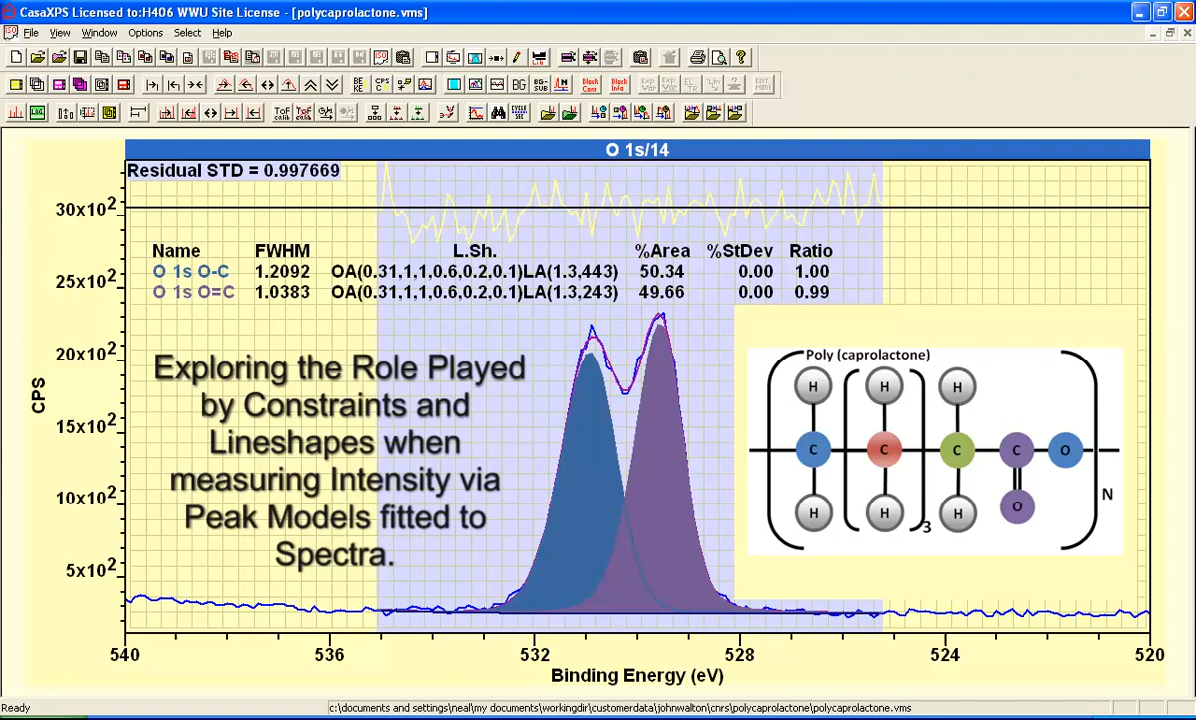 CasaXPS Licensed to:H406 WWU Site License - [polycaprolactone.vms]
File View Window Options Select Help
O 1s/14
Residual STD = 0.997669
Name FWHM L.Sh. %Area %StDev Ratio
O 1s O-C 1.2092 OA(0.31,1,1,0.6,0.2,0.1)LA(1.3,443) 50.34 0.00 1.00
O 1s O=C 1.0383 OA(0.31,1,1,0.6,0.2,0.1)LA(1.3,243) 49.66 0.00 0.99
30x10²
25x10²
20x10²
15x10²
10x10²
5x10²
CPS
Exploring the Role Played
by Constraints and
Lineshapes when
measuring Intensity via
Peak Models fitted to
Spectra.
Poly (caprolactone)
H H H
C C C C O
H H H O
3
N
540 536 532 528 524 520
Binding Energy (eV)
Ready c:\documents and settings\neal\my documents\workingdir\customerdata\johnwalton\cnrs\polycaprolactone\polycaprolactone.vms